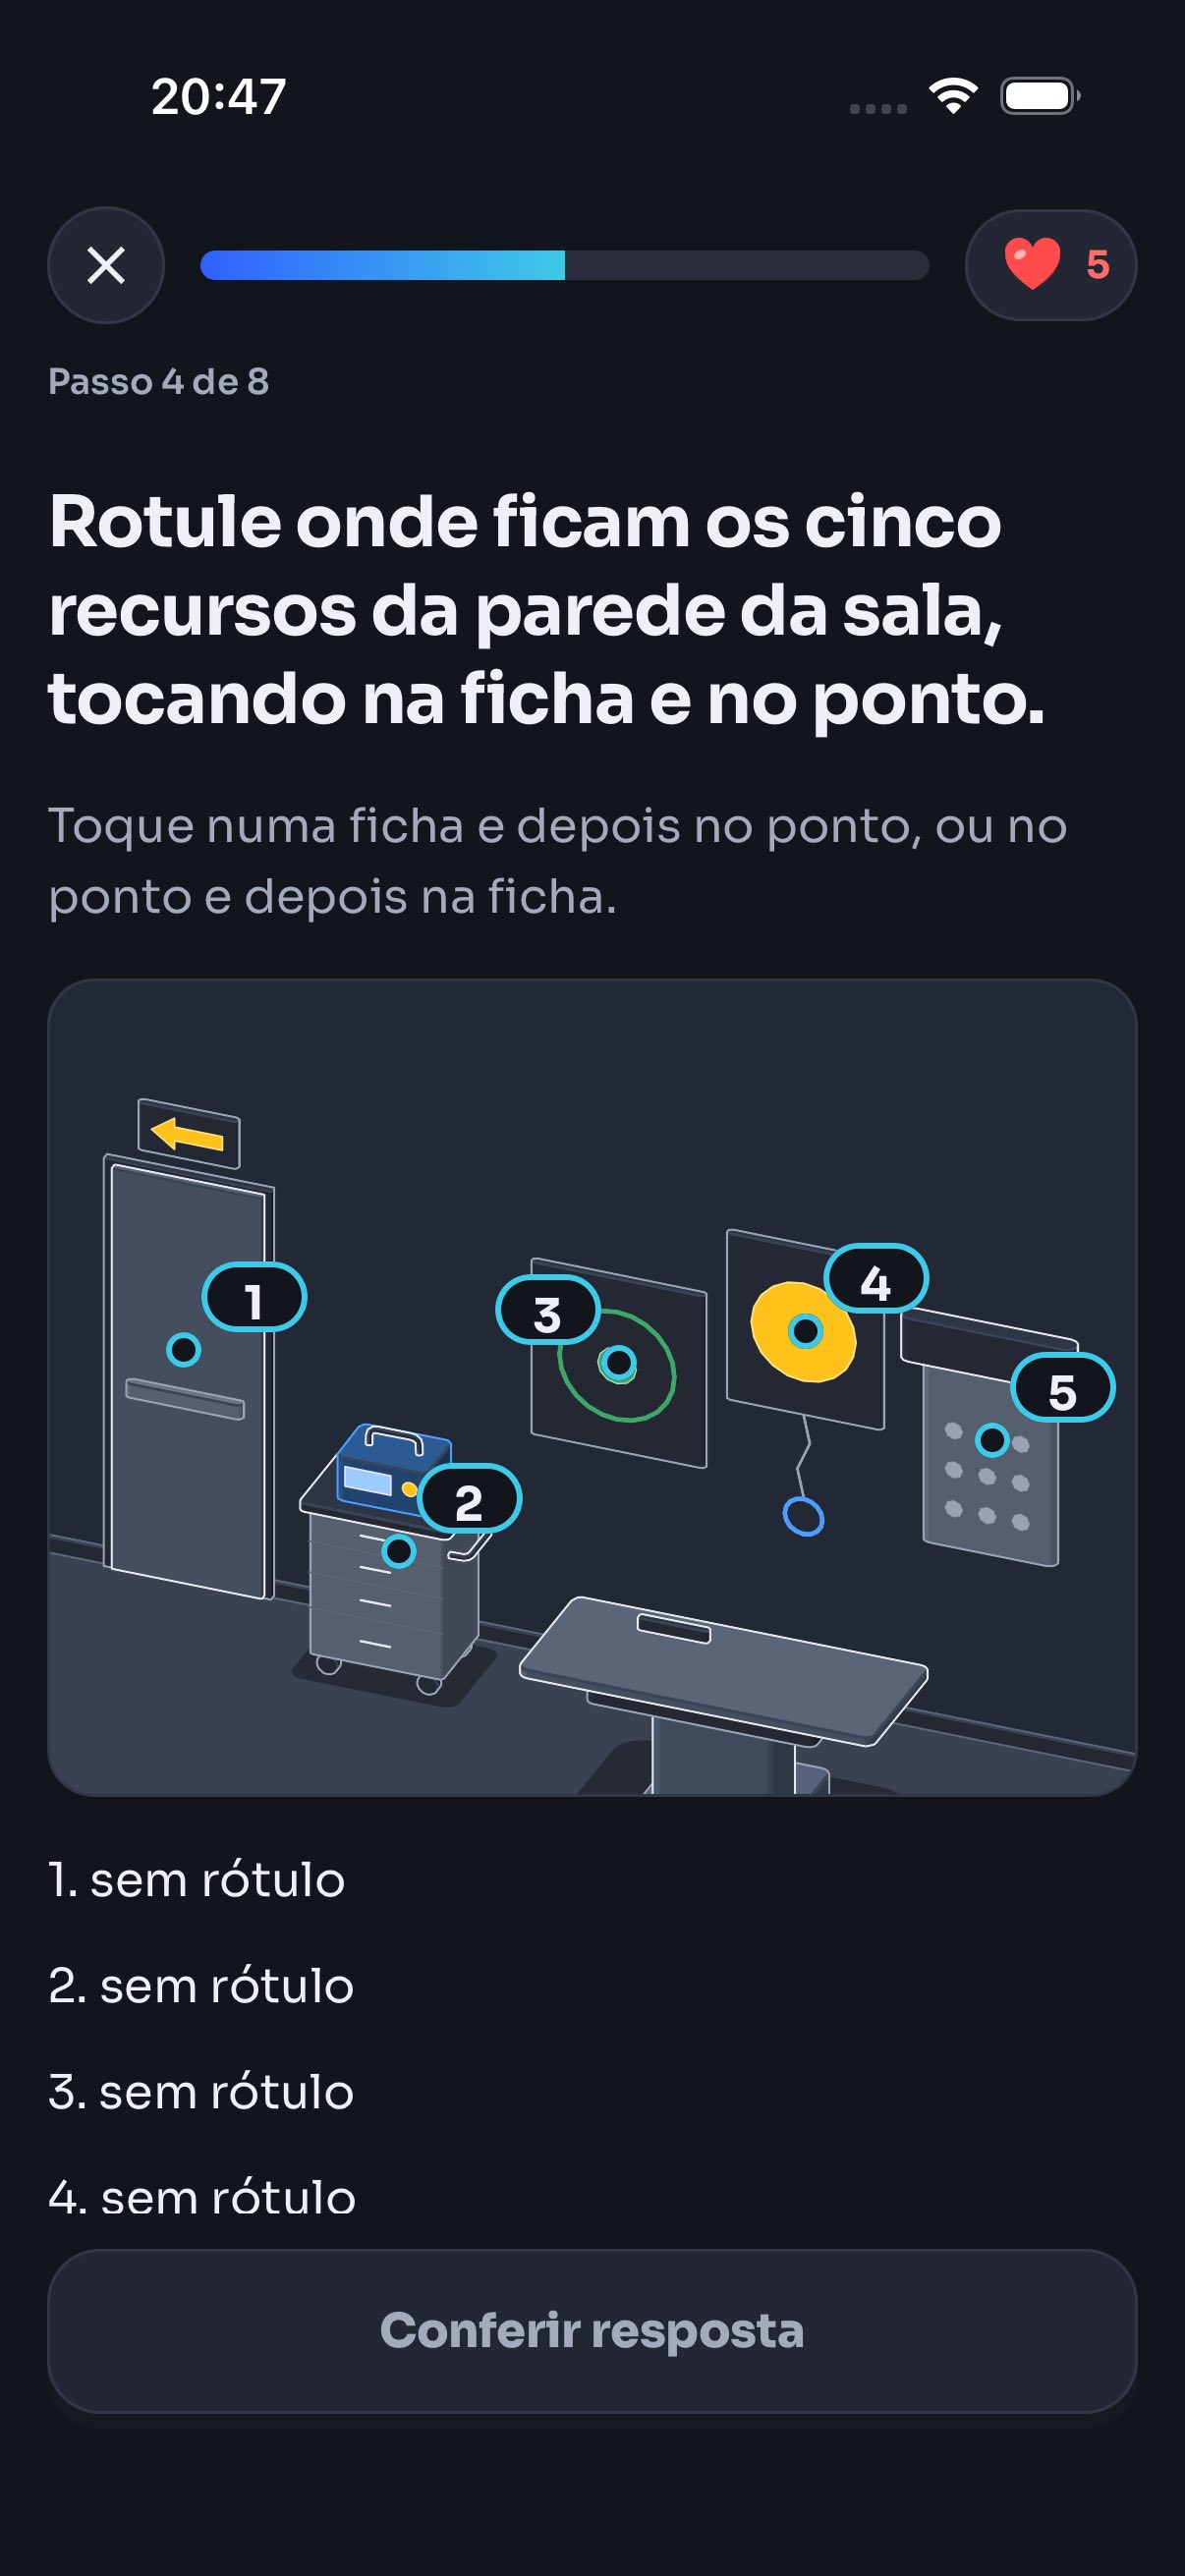 20:47
5
Passo 4 de 8
Rotule onde ficam os cinco
recursos da parede da sala,
tocando na ficha e no ponto.
Toque numa ficha e depois no ponto, ou no
ponto e depois na ficha.
1
2
3
4
5
1. sem rótulo
2. sem rótulo
3. sem rótulo
4. sem rótulo
Conferir resposta